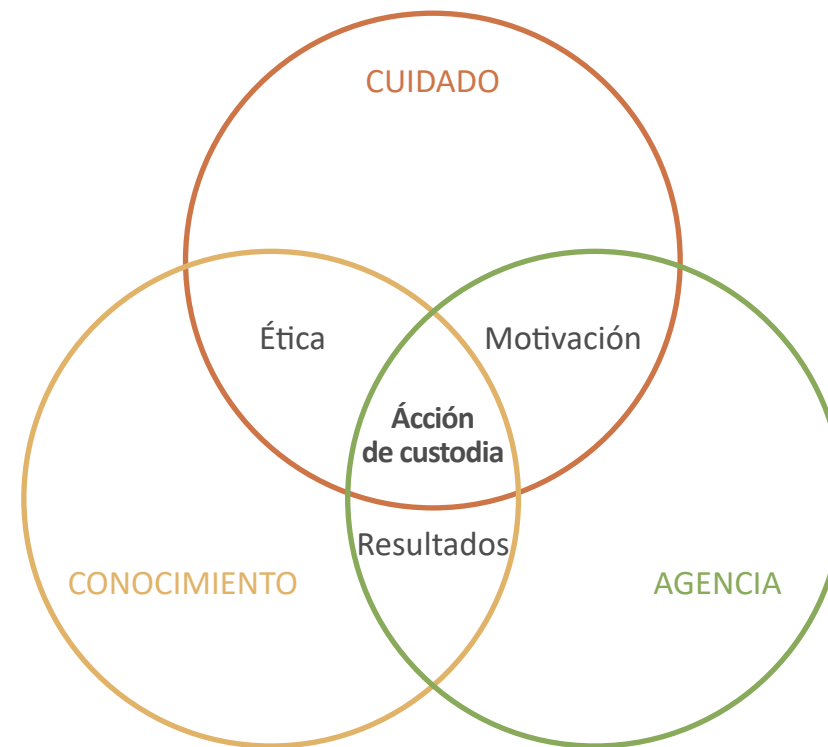 CUIDADO
Ética
Motivación
Ácción
de custodia
Resultados
CONOCIMIENTO
AGENCIA